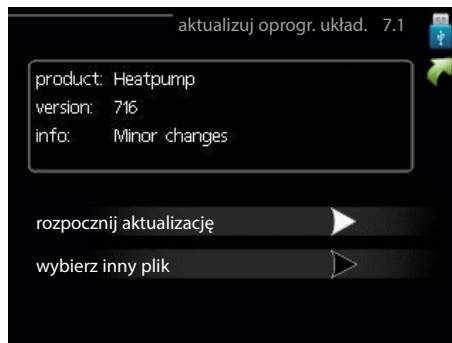 aktualizuj oprogr. układ. 7.1
product: Heatpump
version: 716
info: Minor changes
rozpocznij aktualizację
wybierz inny plik